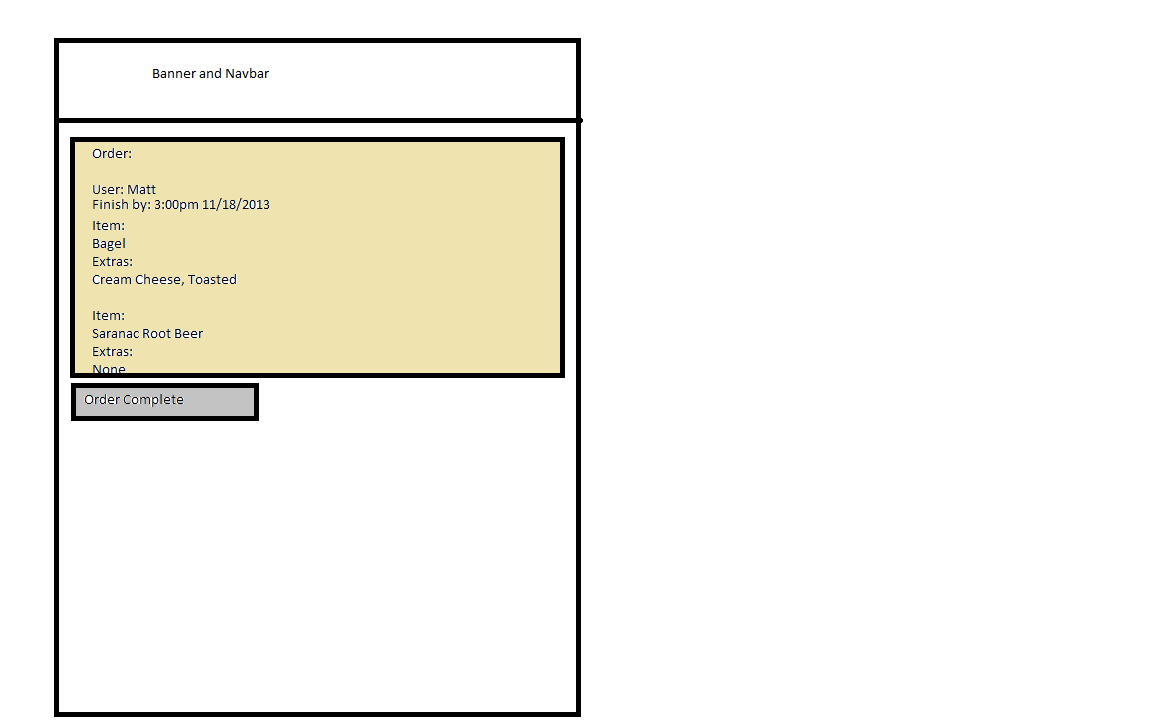 Banner and Navbar
Order:
User: Matt
Finish by: 3:00pm 11/18/2013
Item:
Bagel
Extras:
Cream Cheese, Toasted
Item:
Saranac Root Beer
Extras:
None
Order Complete